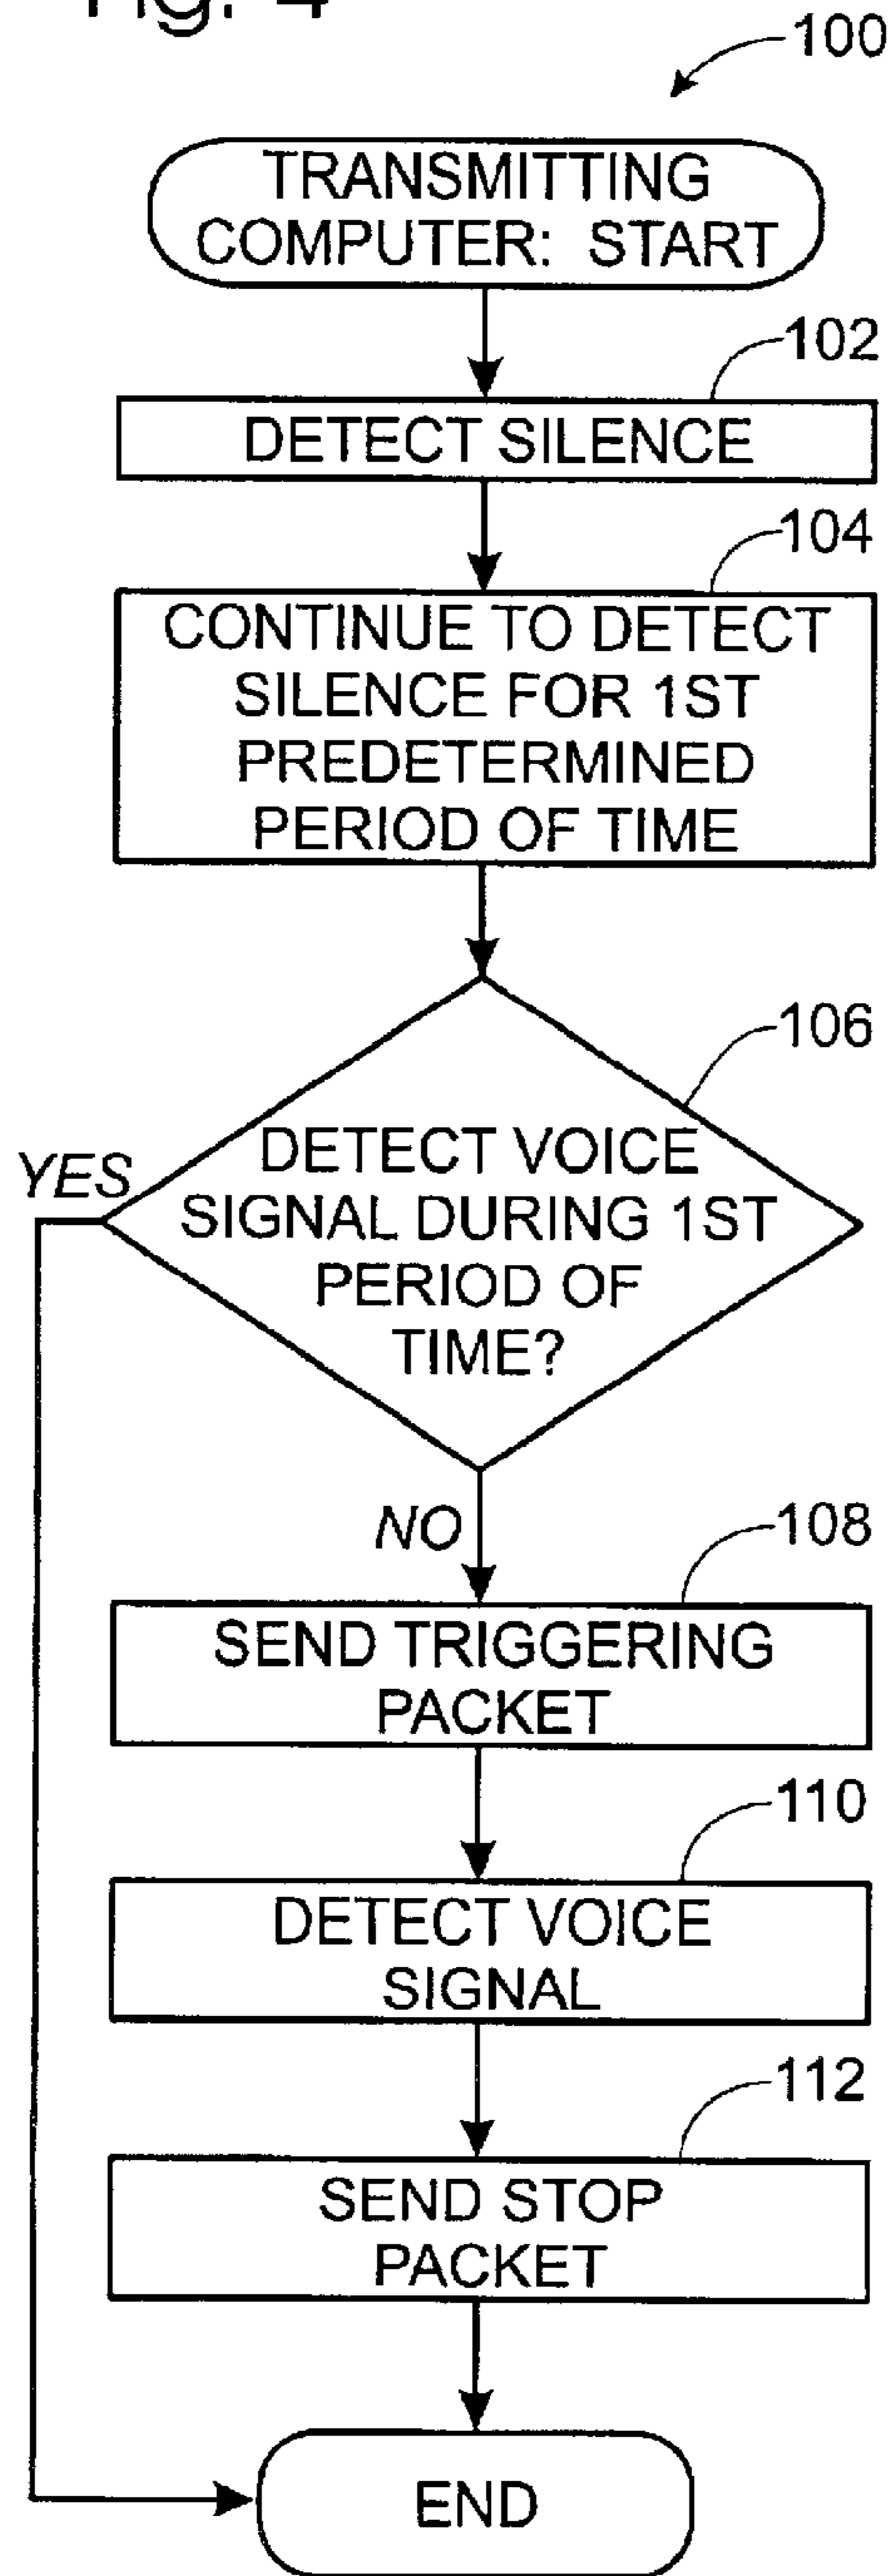 Fig. 4
100
TRANSMITTING
COMPUTER: START
102
DETECT SILENCE
104
CONTINUE TO DETECT
SILENCE FOR 1ST
PREDETERMINED
PERIOD OF TIME
106
DETECT VOICE
SIGNAL DURING 1ST
PERIOD OF
TIME?
YES
NO
108
SEND TRIGGERING
PACKET
110
DETECT VOICE
SIGNAL
112
SEND STOP
PACKET
END